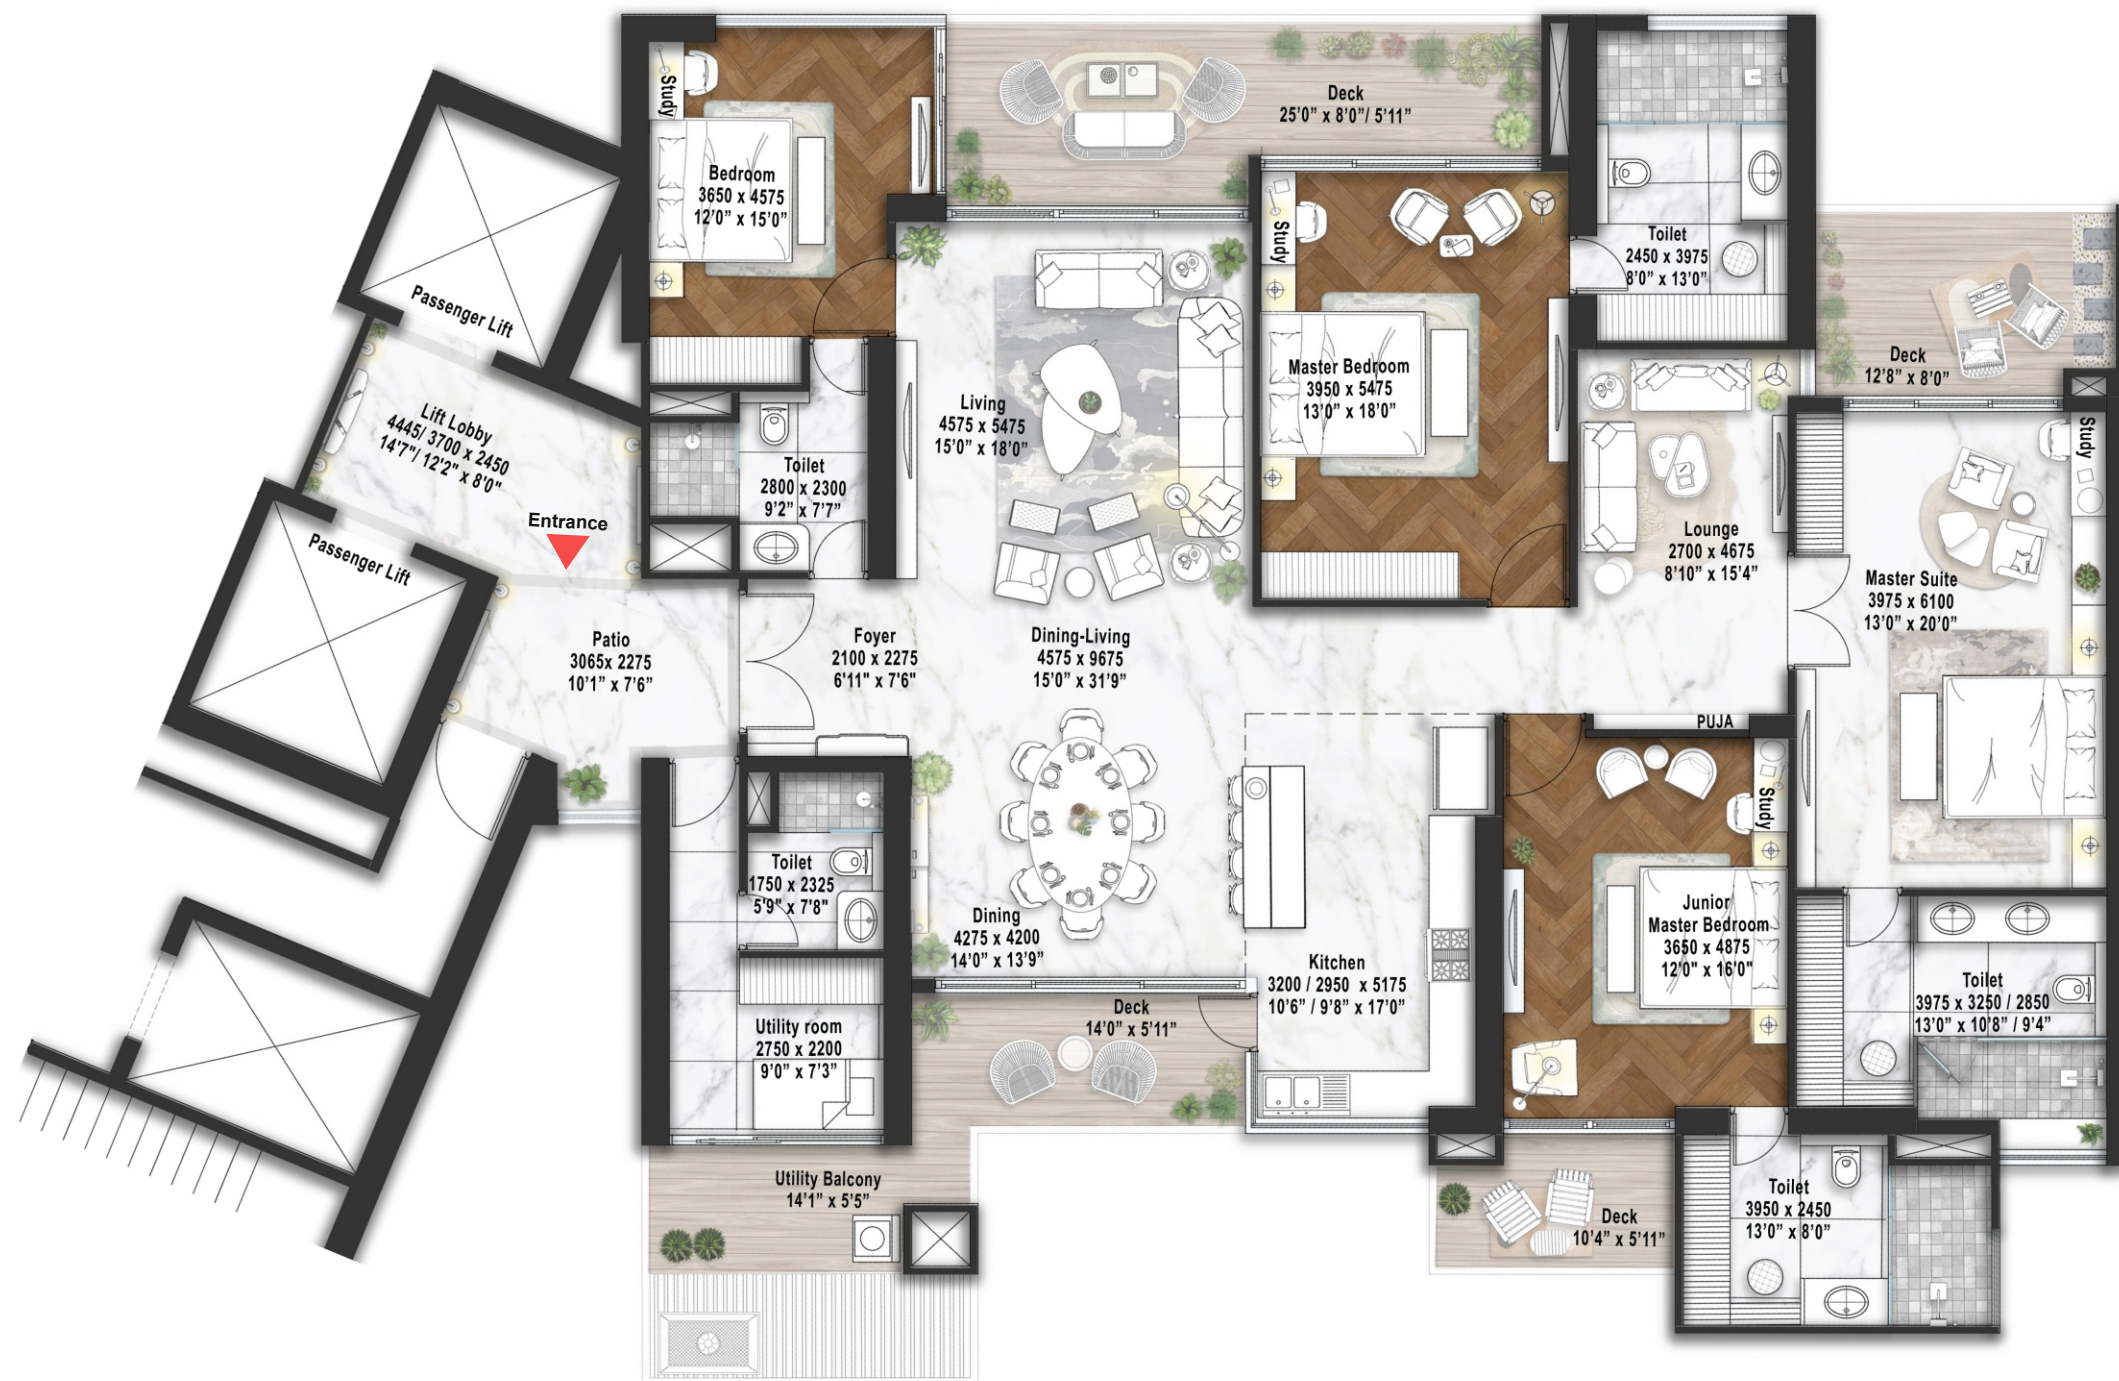 Study
Bedroom
3650 x 4575
12'0" x 15'0"
Deck
25'0" x 8'0"/ 5'11"
Study
Master Bedroom
3950 x 5475
13'0" x 18'0"
Toilet
2450 x 3975
8'0" x 13'0"
Deck
12'8" x 8'0"
Passenger Lift
Lift Lobby
4445/ 3700 x 2450
14'7"/ 12'2" x 8'0"
Passenger Lift
Entrance
Toilet
2800 x 2300
9'2" x 7'7"
Living
4575 x 5475
15'0" x 18'0"
Lounge
2700 x 4675
8'10" x 15'4"
Study
Master Suite
3975 x 6100
13'0" x 20'0"
Patio
3065x 2275
10'1" x 7'6"
Foyer
2100 x 2275
6'11" x 7'6"
Dining-Living
4575 x 9675
15'0" x 31'9"
PUJA
Study
Toilet
1750 x 2325
5'9" x 7'8"
Dining
4275 x 4200
14'0" x 13'9"
Kitchen
3200 / 2950 x 5175
10'6" / 9'8" x 17'0"
Junior
Master Bedroom
3650 x 4875
12'0" x 16'0"
Toilet
3975 x 3250 / 2850
13'0" x 10'8" / 9'4"
Utility room
2750 x 2200
9'0" x 7'3"
Deck
14'0" x 5'11"
Utility Balcony
14'1" x 5'5"
Deck
10'4" x 5'11"
Toilet
3950 x 2450
13'0" x 8'0"